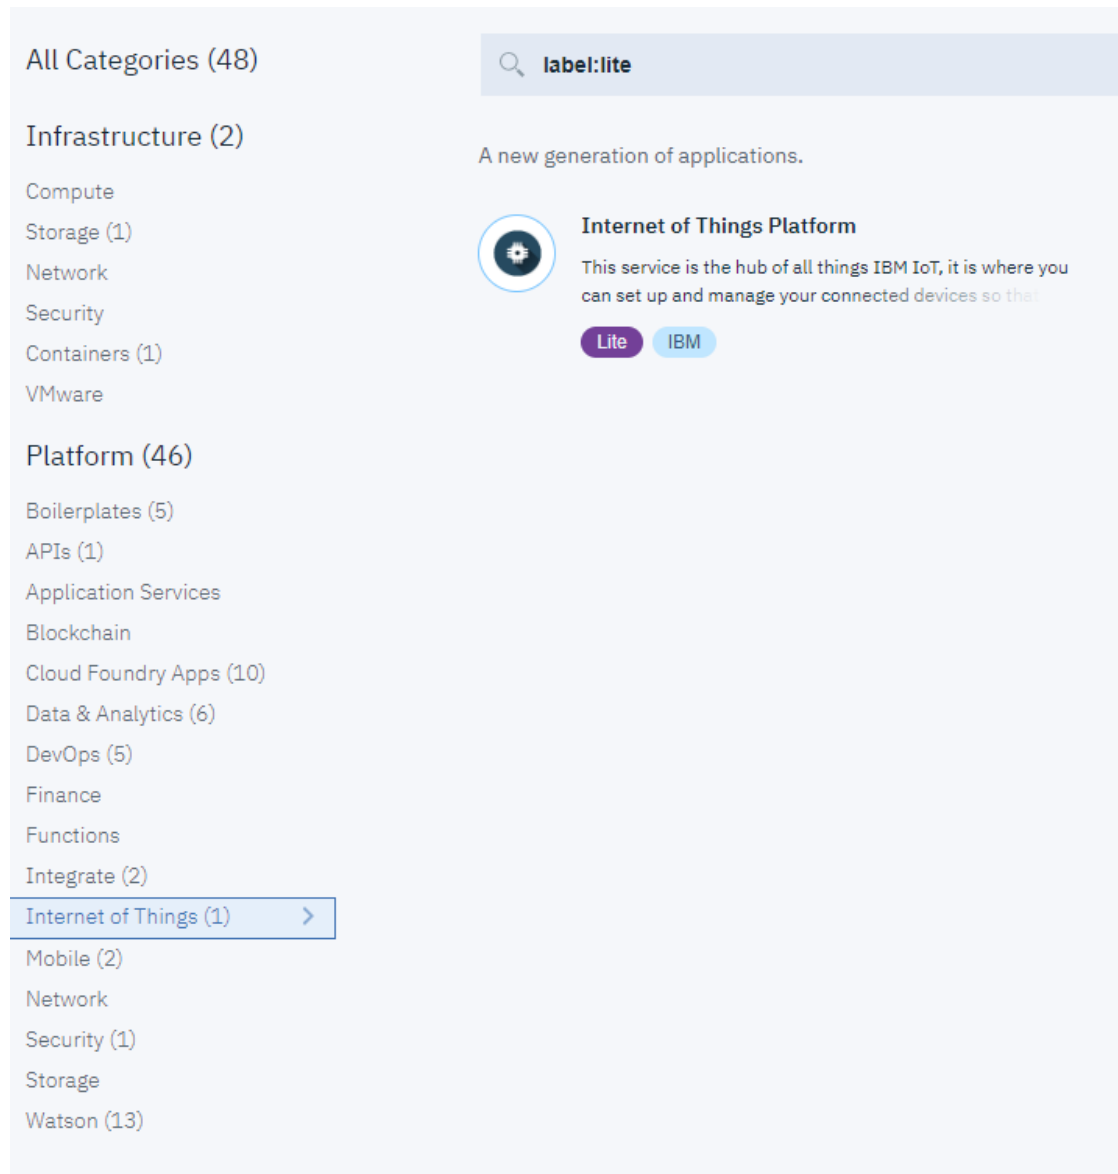 All Categories (48)
Infrastructure (2)
Compute
Storage (1)
Network
Security
Containers (1)
VMware
Platform (46)
Boilerplates (5)
APIs (1)
Application Services
Blockchain
Cloud Foundry Apps (10)
Data & Analytics (6)
DevOps (5)
Finance
Functions
Integrate (2)
Internet of Things (1)
Mobile (2)
Network
Security (1)
Storage
Watson (13)
label:lite
A new generation of applications.
Internet of Things Platform
This service is the hub of all things IBM IoT, it is where you
can set up and manage your connected devices so that
Lite
IBM